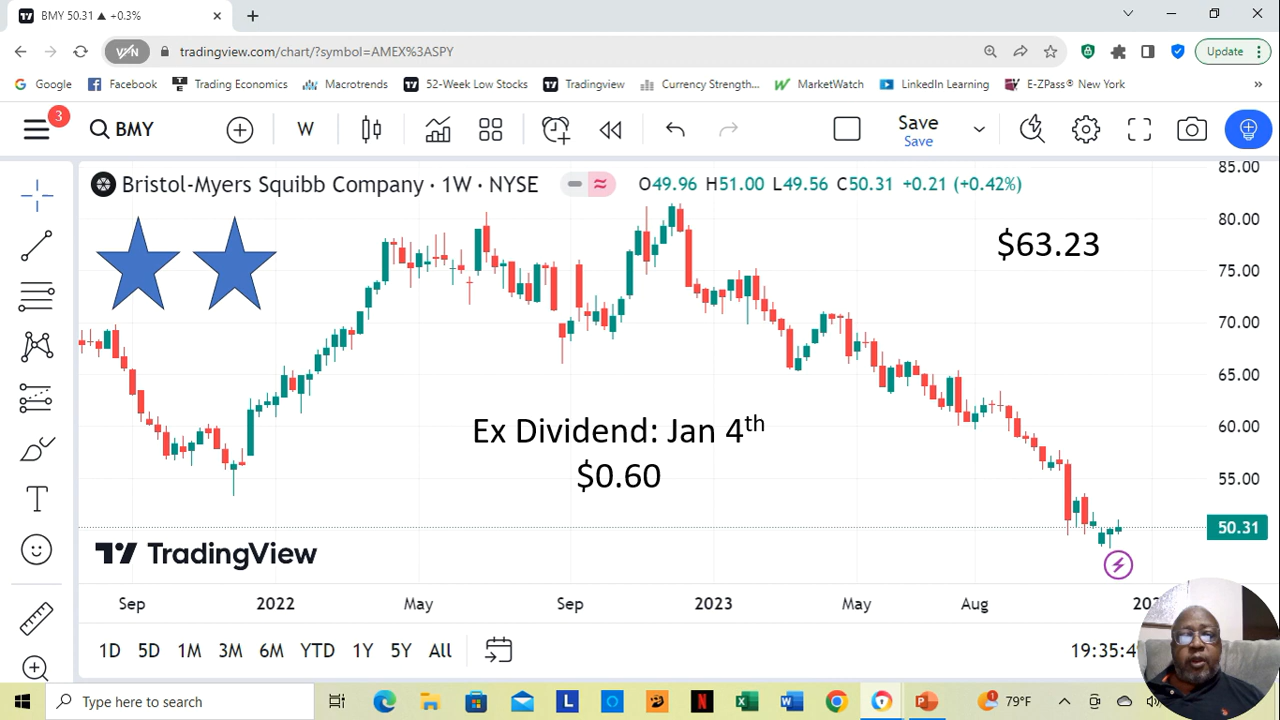 BMY 50.31 ▲ +0.3%
tradingview.com/chart/?symbol=AMEX%3ASPY
Update
Google Facebook Trading Economics Macrotrends 52-Week Low Stocks Tradingview Currency Strength... MarketWatch LinkedIn Learning E-ZPass® New York »
3
BMY
W
Save
Save
Bristol-Myers Squibb Company · 1W · NYSE
O49.96 H51.00 L49.56 C50.31 +0.21 (+0.42%)
85.00
80.00
$63.23
75.00
70.00
65.00
60.00
Ex Dividend: Jan 4th
$0.60
55.00
50.31
TradingView
Sep 2022 May Sep 2023 May Aug
1D 5D 1M 3M 6M YTD 1Y 5Y All
Type here to search
79°F